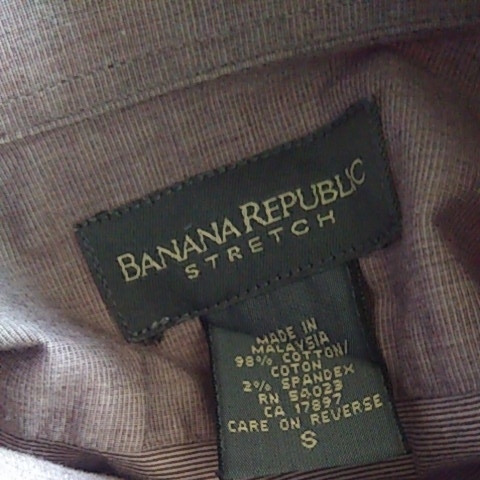 BANANA REPUBLIC
STRETCH
MADE IN
MALAYSIA
98% COTTON/
COTON
2% SPANDEX
RN 54023
CA 17897
CARE ON REVERSE
S